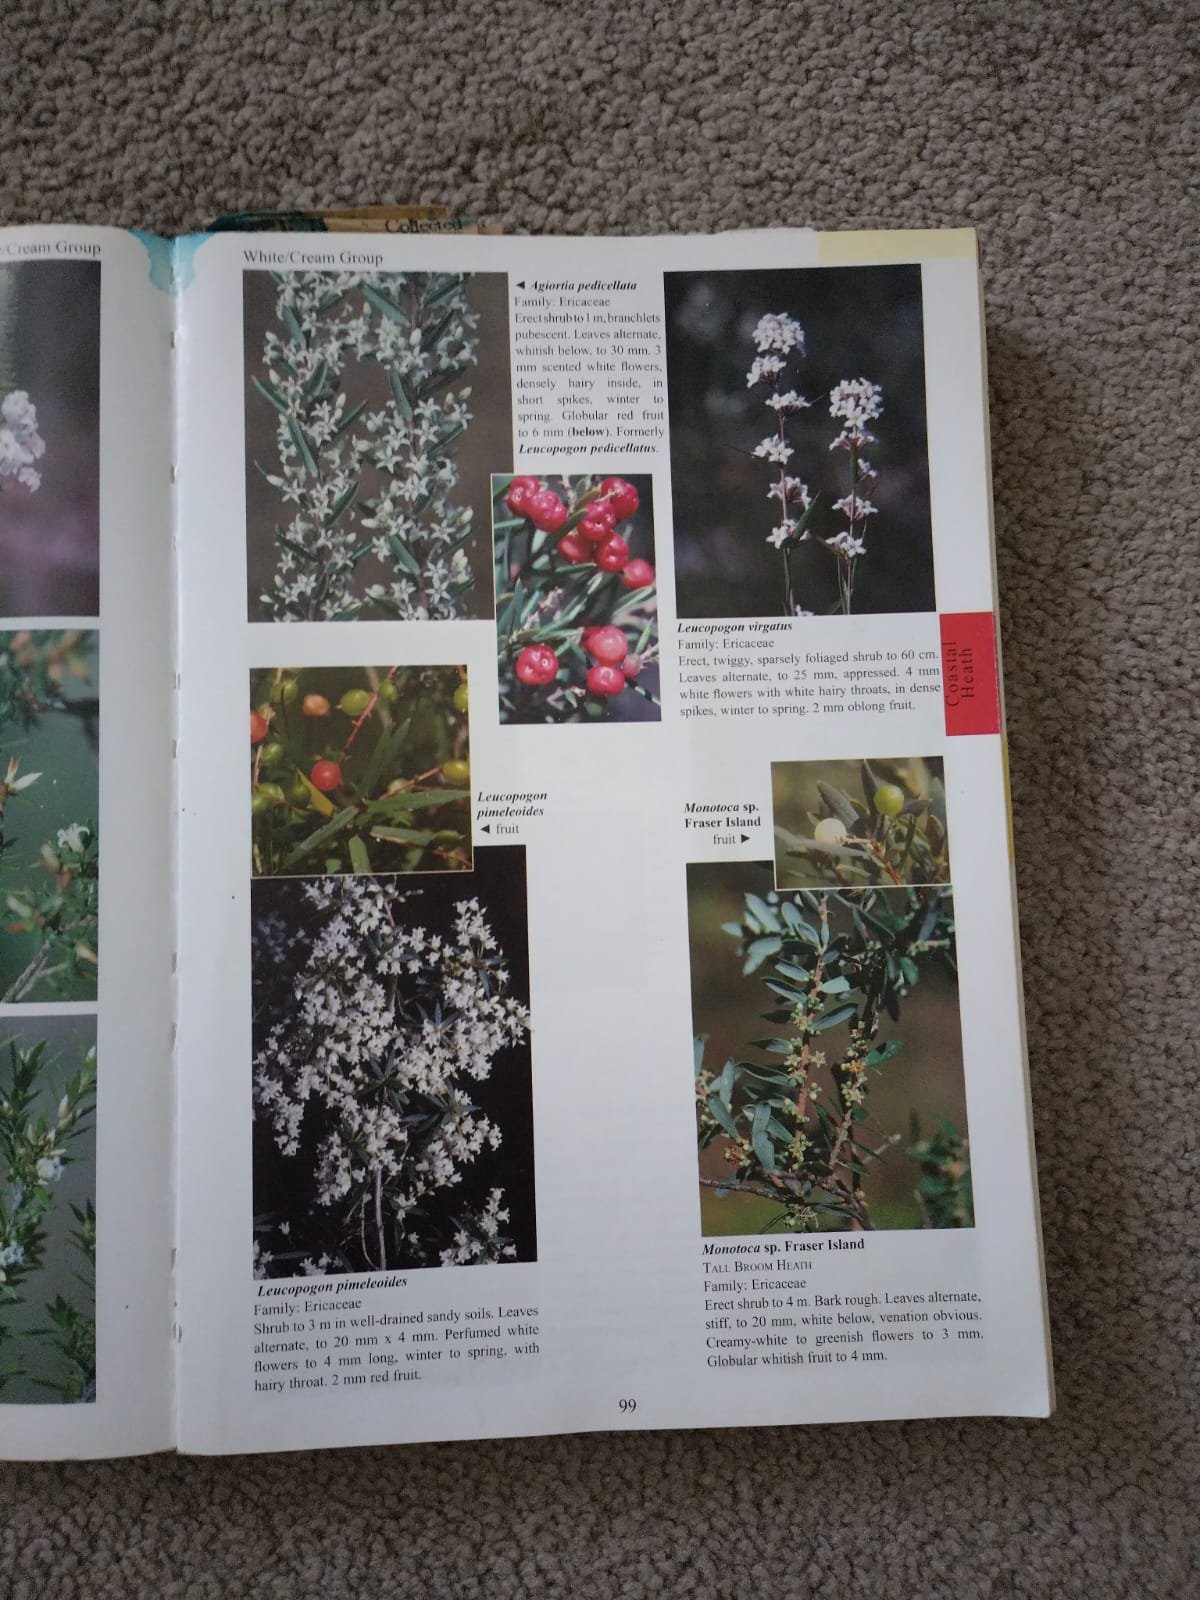 Collected
/Cream Group
White/Cream Group
◄ Agiortia pedicellata
Family: Ericaceae
Erect shrub to 1 m, branchlets
pubescent. Leaves alternate,
whitish below, to 30 mm. 3
mm scented white flowers,
densely hairy inside, in
short spikes, winter to
spring. Globular red fruit
to 6 mm (below). Formerly
Leucopogon pedicellatus.
Leucopogon virgatus
Family: Ericaceae
Erect, twiggy, sparsely foliaged shrub to 60 cm.
Leaves alternate, to 25 mm, appressed. 4 mm
white flowers with white hairy throats, in dense
spikes, winter to spring. 2 mm oblong fruit.
Coastal
Heath
Leucopogon
pimeleoides
◄ fruit
Monotoca sp.
Fraser Island
fruit ►
Leucopogon pimeleoides
Family: Ericaceae
Shrub to 3 m in well-drained sandy soils. Leaves
alternate, to 20 mm x 4 mm. Perfumed white
flowers to 4 mm long, winter to spring, with
hairy throat. 2 mm red fruit.
Monotoca sp. Fraser Island
TALL BROOM HEATH
Family: Ericaceae
Erect shrub to 4 m. Bark rough. Leaves alternate,
stiff, to 20 mm, white below, venation obvious.
Creamy-white to greenish flowers to 3 mm.
Globular whitish fruit to 4 mm.
99